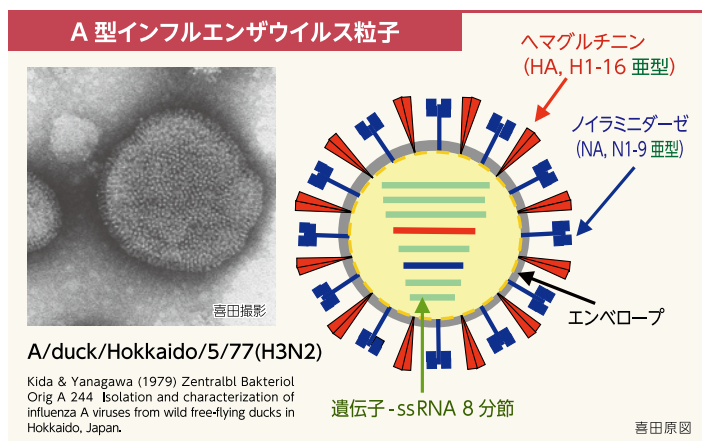 A 型インフルエンザウイルス粒子
ヘマグルチニン
(HA, H1-16 亜型)
ノイラミニダーゼ
(NA, N1-9 亜型)
エンベロープ
遺伝子 - ssRNA 8 分節
喜田撮影
A/duck/Hokkaido/5/77(H3N2)
Kida & Yanagawa (1979) Zentralbl Bakteriol
Orig A 244 Isolation and characterization of
influenza A viruses from wild free-flying ducks in
Hokkaido, Japan.
喜田原図